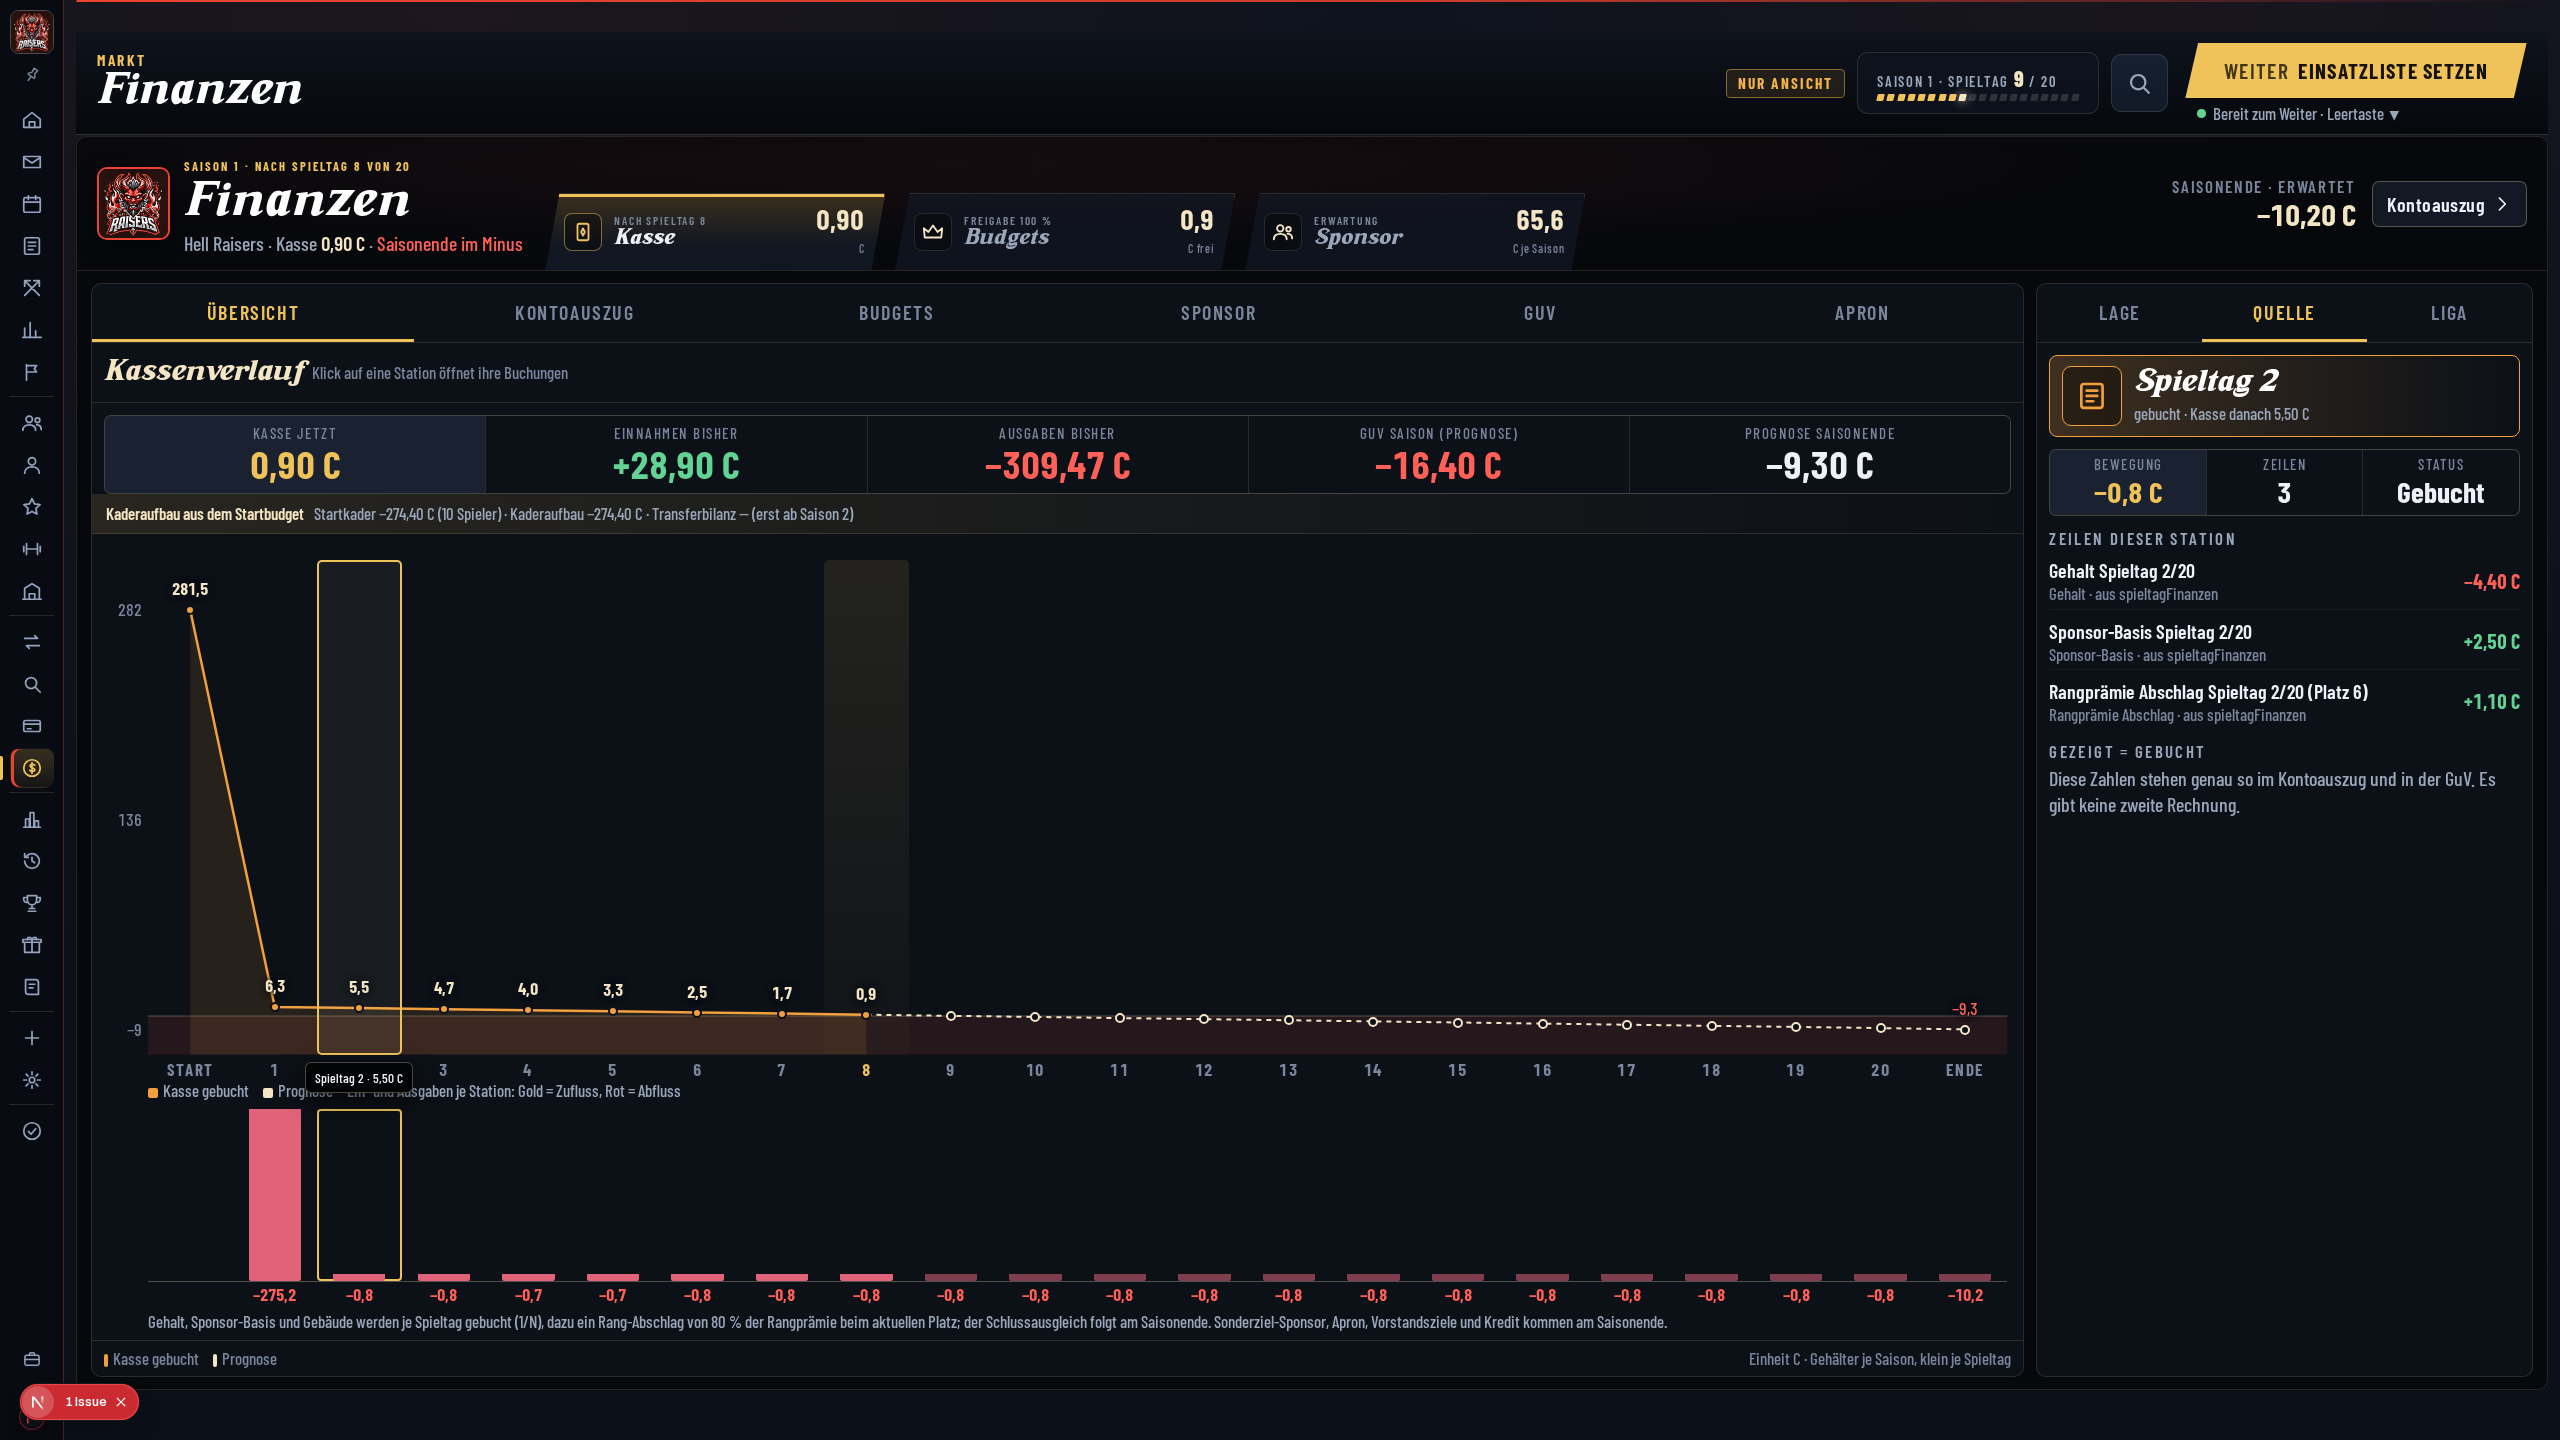 MARKT
Finanzen
NUR ANSICHT
SAISON 1 · SPIELTAG 9 / 20
WEITER EINSATZLISTE SETZEN
Bereit zum Weiter · Leertaste ▼
RAISERS
SAISON 1 · NACH SPIELTAG 8 VON 20
Finanzen
Hell Raisers · Kasse 0,90 C · Saisonende im Minus
NACH SPIELTAG 8
Kasse
0,90
C
FREIGABE 100 %
Budgets
0,9
C frei
ERWARTUNG
Sponsor
65,6
C je Saison
SAISONENDE · ERWARTET
−10,20 C
Kontoauszug
ÜBERSICHT
KONTOAUSZUG
BUDGETS
SPONSOR
GUV
APRON
Kassenverlauf Klick auf eine Station öffnet ihre Buchungen
KASSE JETZT
0,90 C
EINNAHMEN BISHER
+28,90 C
AUSGABEN BISHER
−309,47 C
GUV SAISON (PROGNOSE)
−16,40 C
PROGNOSE SAISONENDE
−9,30 C
Kaderaufbau aus dem Startbudget Startkader −274,40 C (10 Spieler) · Kaderaufbau −274,40 C · Transferbilanz — (erst ab Saison 2)
282
136
−9
281,5
6,3
5,5
4,7
4,0
3,3
2,5
1,7
0,9
−9,3
START 1 3 4 5 6 7 8 9 10 11 12 13 14 15 16 17 18 19 20 ENDE
Spieltag 2 · 5,50 C
Kasse gebucht
Prognose Ein- und Ausgaben je Station: Gold = Zufluss, Rot = Abfluss
−275,2 −0,8 −0,8 −0,7 −0,7 −0,8 −0,8 −0,8 −0,8 −0,8 −0,8 −0,8 −0,8 −0,8 −0,8 −0,8 −0,8 −0,8 −0,8 −0,8 −10,2
Gehalt, Sponsor-Basis und Gebäude werden je Spieltag gebucht (1/N), dazu ein Rang-Abschlag von 80 % der Rangprämie beim aktuellen Platz; der Schlussausgleich folgt am Saisonende. Sonderziel-Sponsor, Apron, Vorstandsziele und Kredit kommen am Saisonende.
Kasse gebucht
Prognose
Einheit C · Gehälter je Saison, klein je Spieltag
LAGE
QUELLE
LIGA
Spieltag 2
gebucht · Kasse danach 5,50 C
BEWEGUNG
−0,8 C
ZEILEN
3
STATUS
Gebucht
ZEILEN DIESER STATION
Gehalt Spieltag 2/20
Gehalt · aus spieltagFinanzen
−4,40 C
Sponsor-Basis Spieltag 2/20
Sponsor-Basis · aus spieltagFinanzen
+2,50 C
Rangprämie Abschlag Spieltag 2/20 (Platz 6)
Rangprämie Abschlag · aus spieltagFinanzen
+1,10 C
GEZEIGT = GEBUCHT
Diese Zahlen stehen genau so im Kontoauszug und in der GuV. Es
gibt keine zweite Rechnung.
N 1 Issue